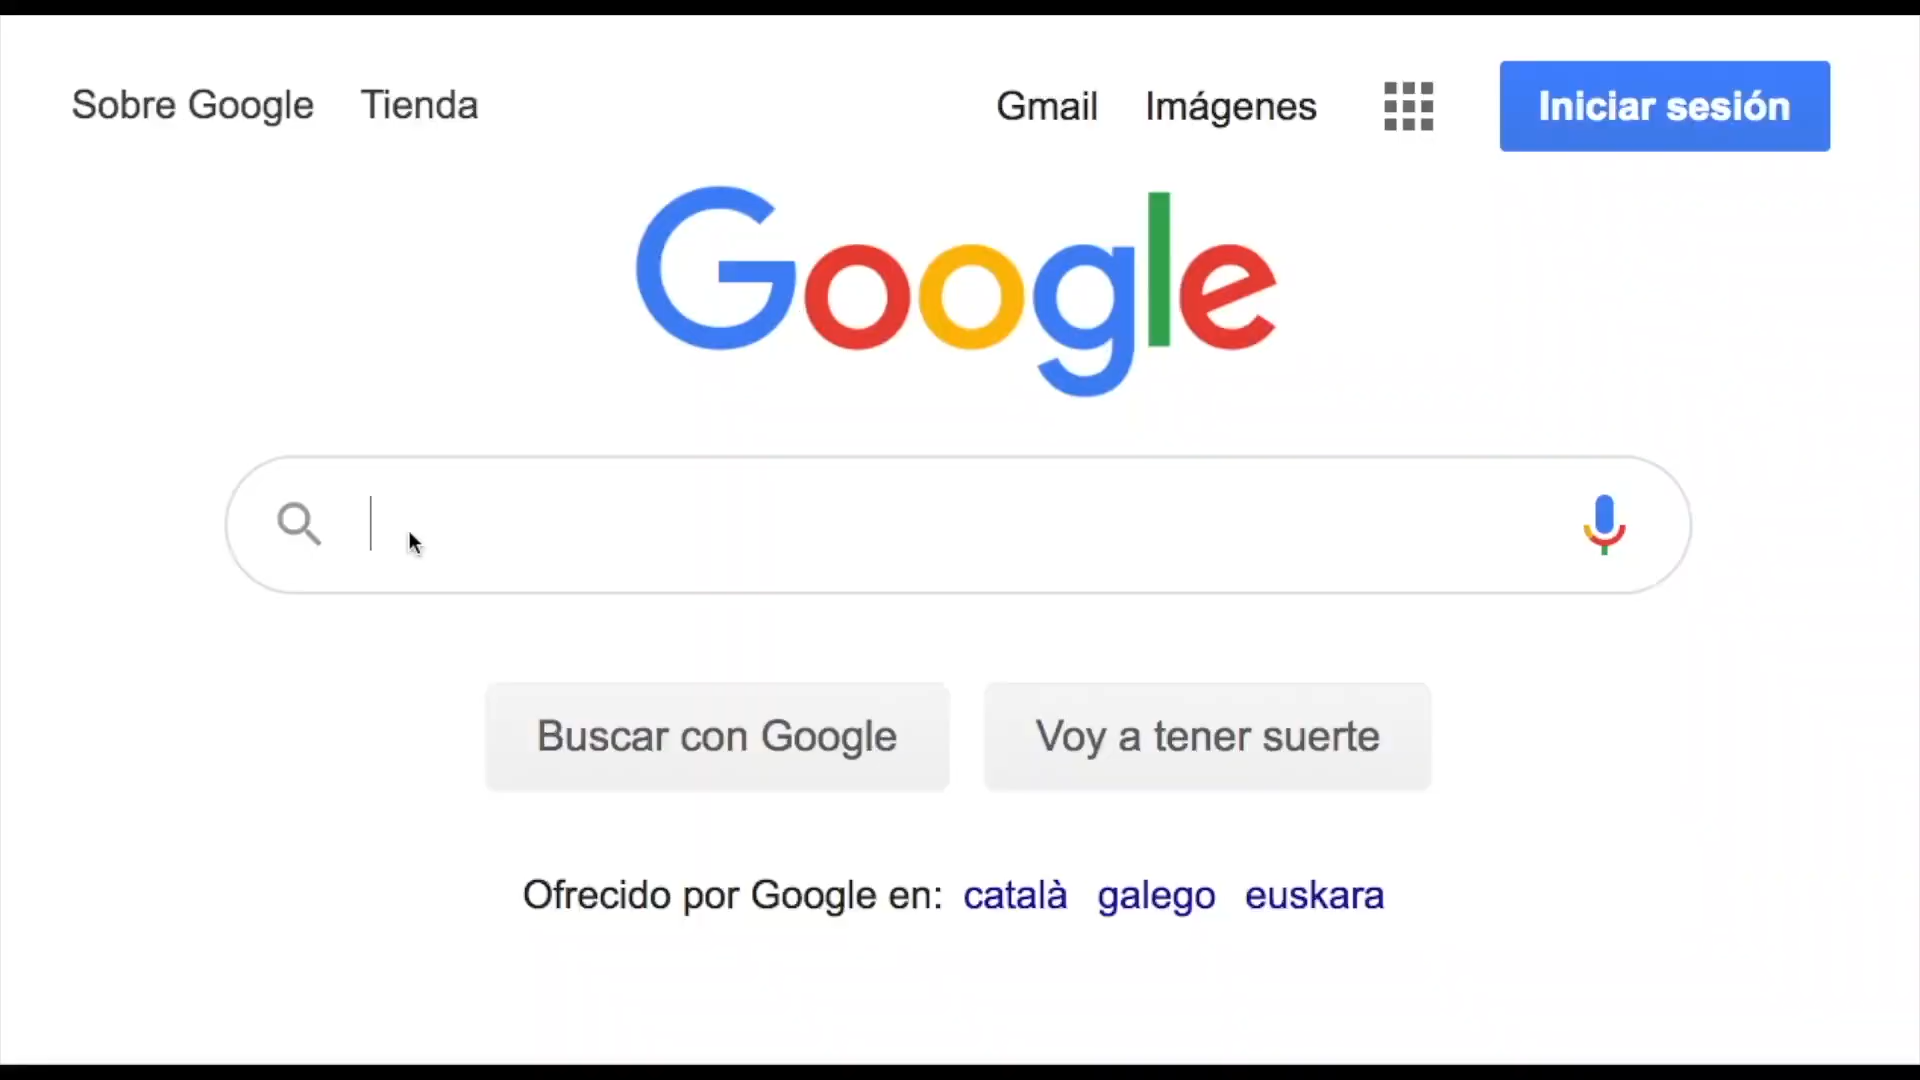 Sobre Google Tienda Gmail Imágenes Iniciar sesión
Google
Buscar con Google Voy a tener suerte
Ofrecido por Google en: català galego euskara